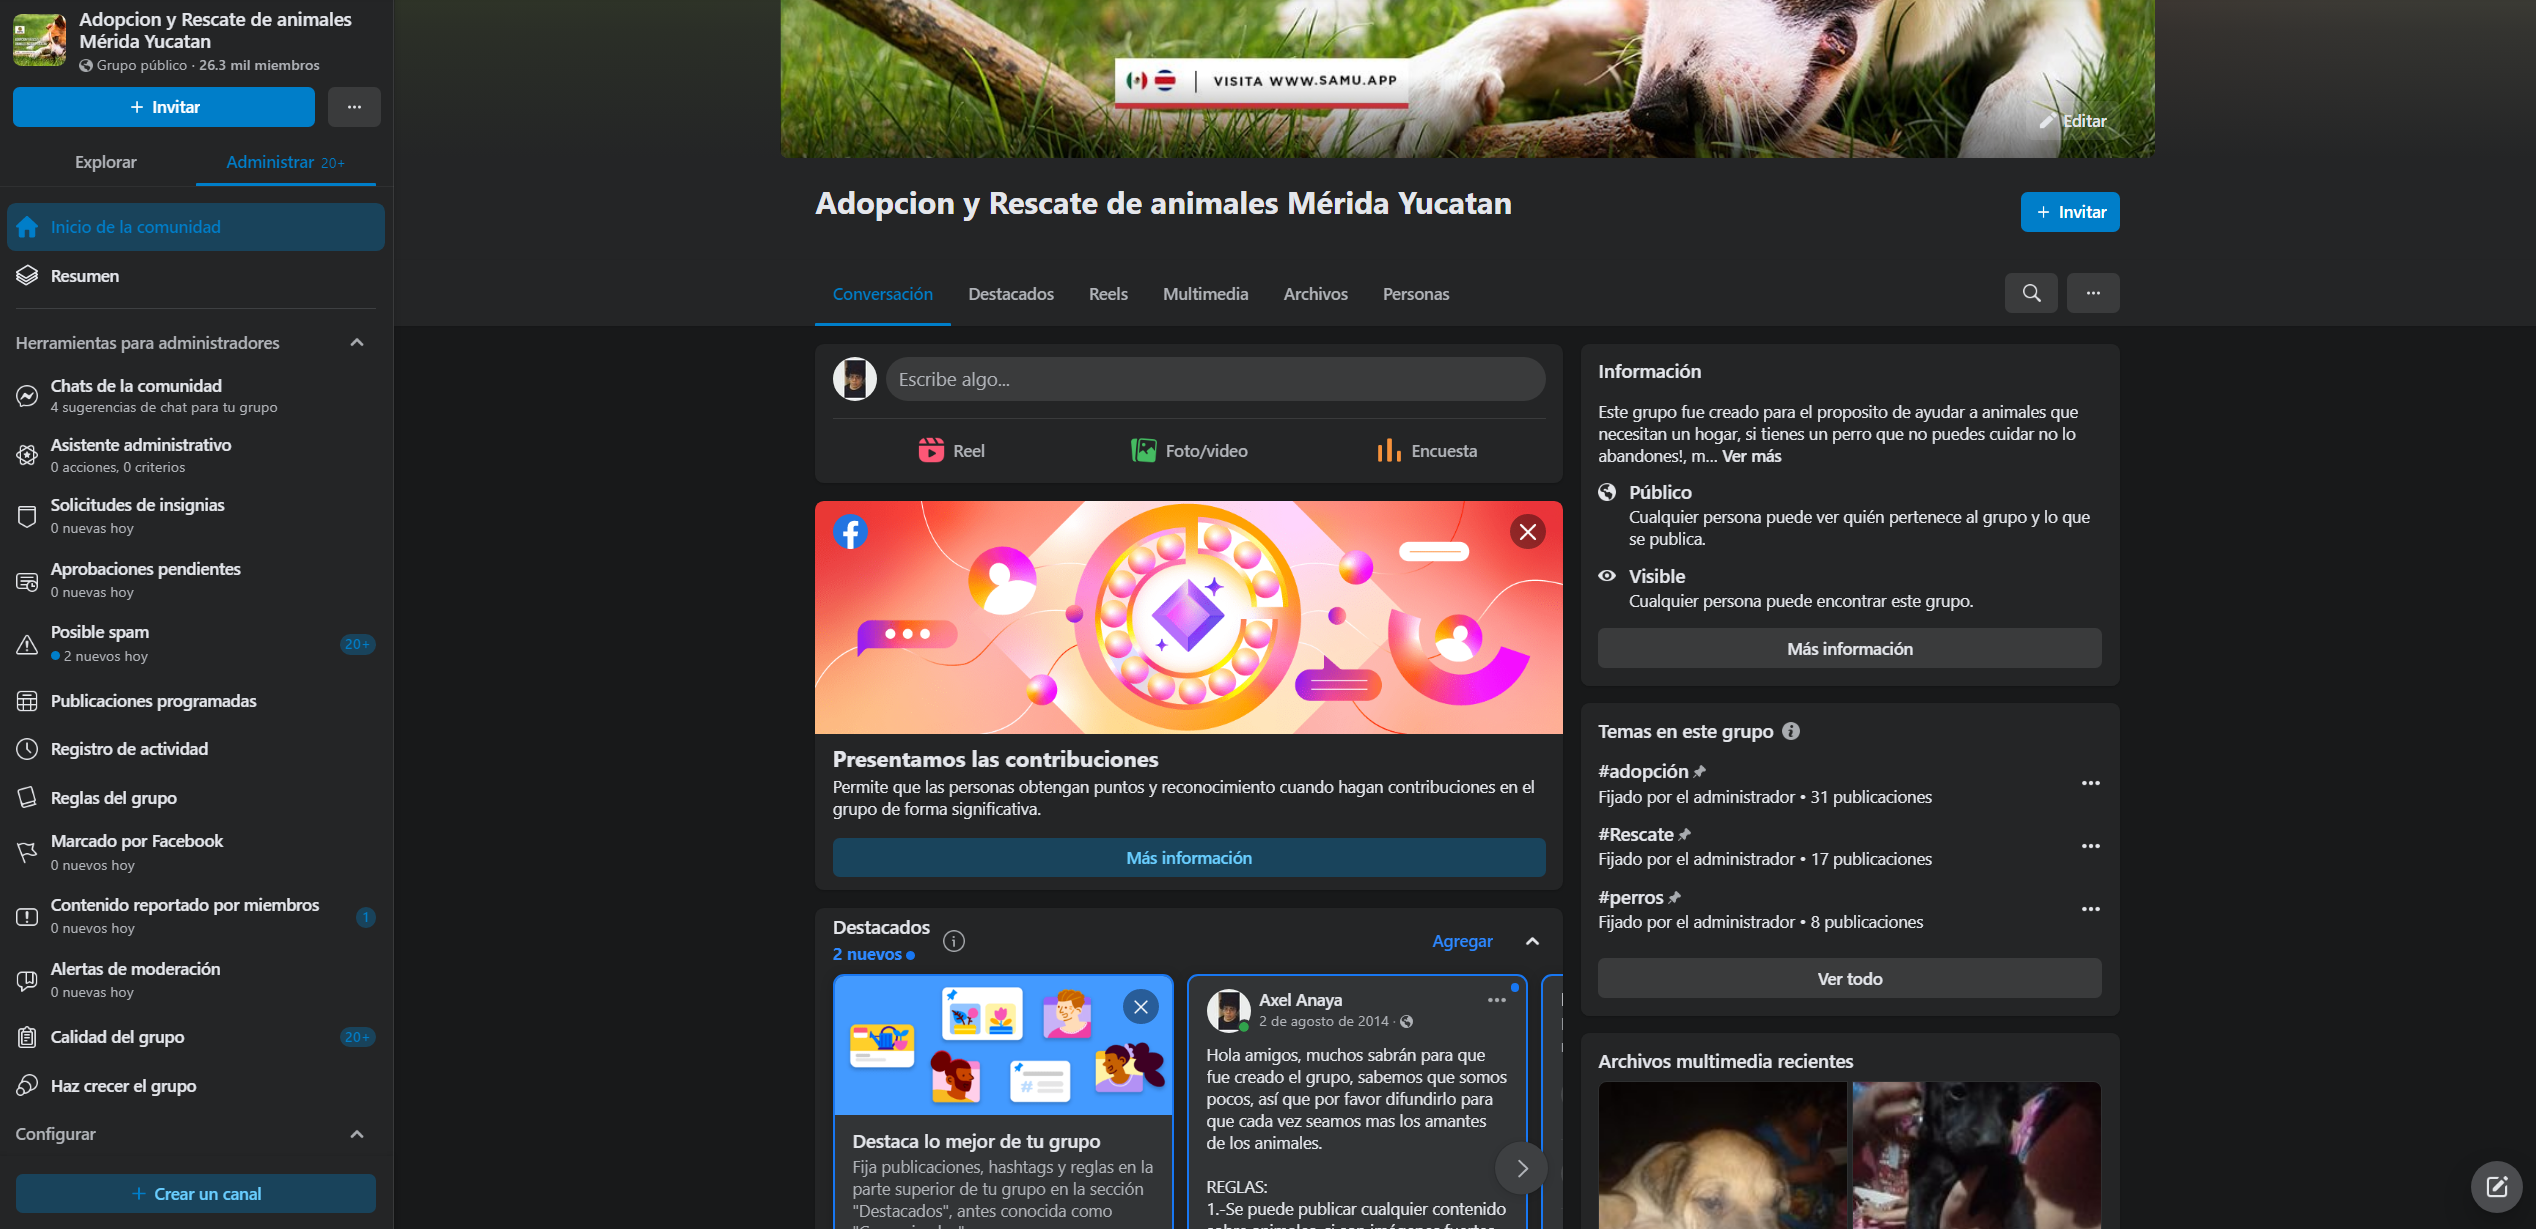 Adopcion y Rescate de animales
Mérida Yucatan
Grupo público · 26.3 mil miembros
+ Invitar
Explorar
Administrar 20+
Inicio de la comunidad
Resumen
Herramientas para administradores
Chats de la comunidad
4 sugerencias de chat para tu grupo
Asistente administrativo
0 acciones, 0 criterios
Solicitudes de insignias
0 nuevas hoy
Aprobaciones pendientes
0 nuevas hoy
Posible spam
2 nuevos hoy
20+
Publicaciones programadas
Registro de actividad
Reglas del grupo
Marcado por Facebook
0 nuevos hoy
Contenido reportado por miembros
0 nuevos hoy
1
Alertas de moderación
0 nuevas hoy
Calidad del grupo
20+
Haz crecer el grupo
Configurar
+ Crear un canal
VISITA WWW.SAMU.APP
Editar
Adopcion y Rescate de animales Mérida Yucatan
+ Invitar
Conversación
Destacados
Reels
Multimedia
Archivos
Personas
Escribe algo...
Reel
Foto/video
Encuesta
Presentamos las contribuciones
Permite que las personas obtengan puntos y reconocimiento cuando hagan contribuciones en el
grupo de forma significativa.
Más información
Destacados
2 nuevos
Agregar
Destaca lo mejor de tu grupo
Fija publicaciones, hashtags y reglas en la
parte superior de tu grupo en la sección
"Destacados", antes conocida como
Axel Anaya
2 de agosto de 2014 ·
Hola amigos, muchos sabrán para que
fue creado el grupo, sabemos que somos
pocos, así que por favor difundirlo para
que cada vez seamos mas los amantes
de los animales.
REGLAS:
1.-Se puede publicar cualquier contenido
Información
Este grupo fue creado para el proposito de ayudar a animales que
necesitan un hogar, si tienes un perro que no puedes cuidar no lo
abandones!, m... Ver más
Público
Cualquier persona puede ver quién pertenece al grupo y lo que
se publica.
Visible
Cualquier persona puede encontrar este grupo.
Más información
Temas en este grupo
#adopción
Fijado por el administrador • 31 publicaciones
#Rescate
Fijado por el administrador • 17 publicaciones
#perros
Fijado por el administrador • 8 publicaciones
Ver todo
Archivos multimedia recientes